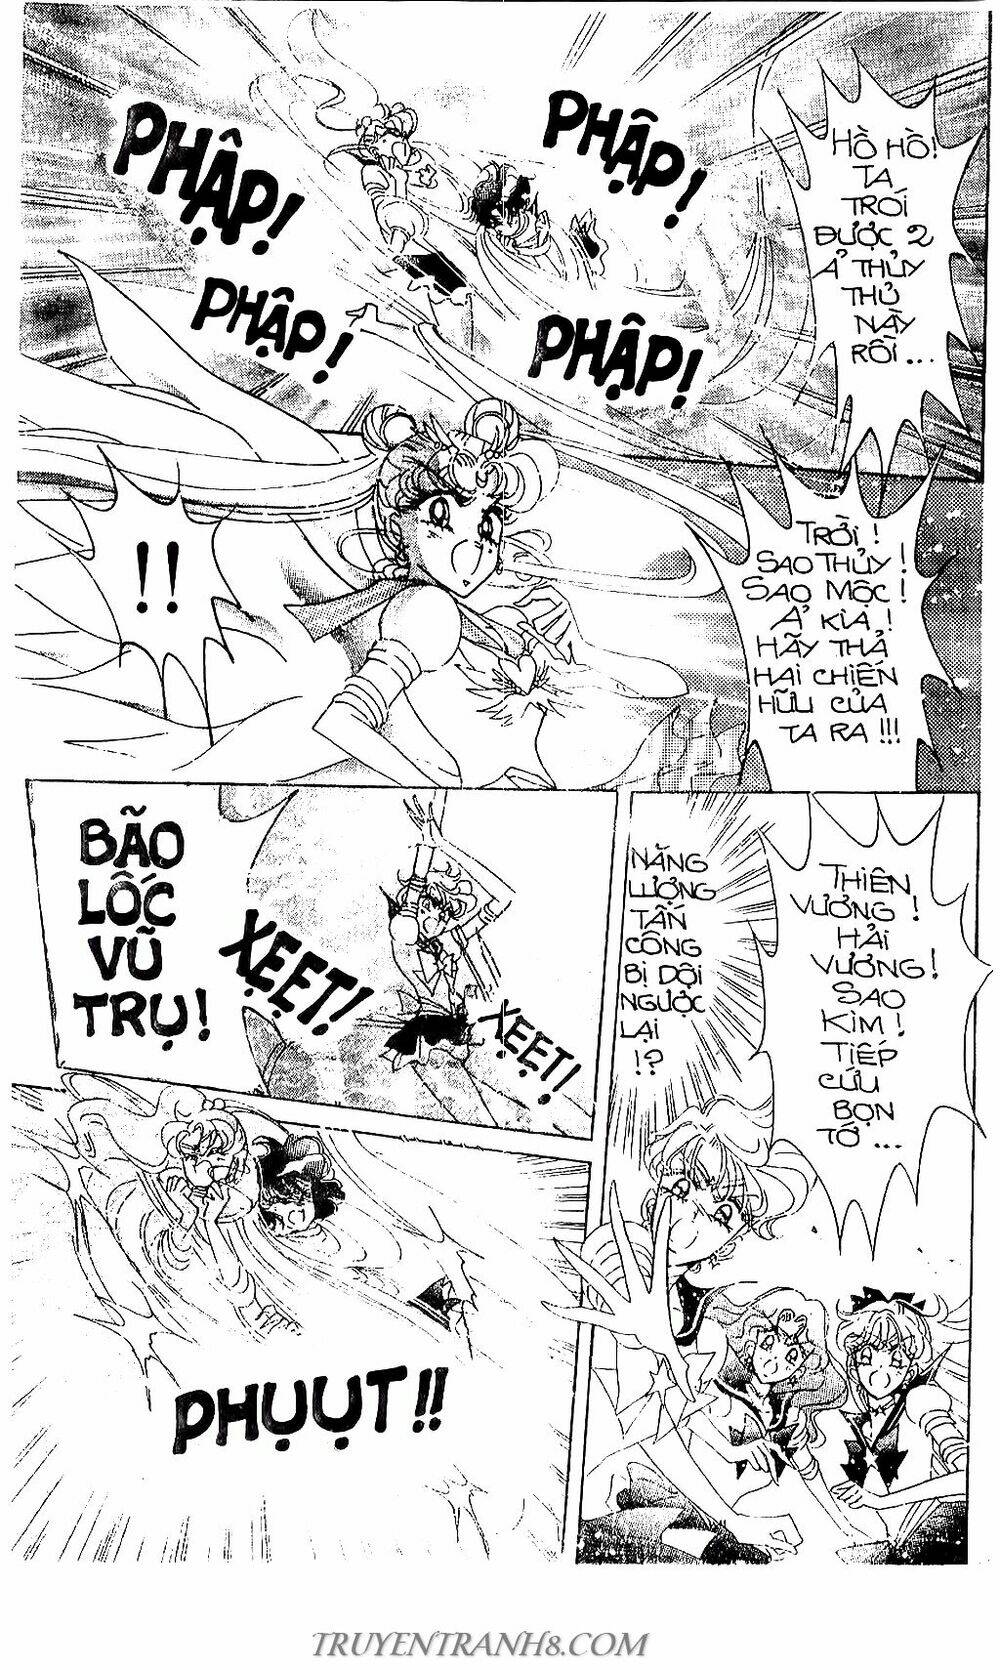 PHẬP!
PHẬP!
PHẬP!
PHẬP!
HỒ HỒ!
TA
TRÓI
ĐƯỢC 2
Ả THỦY
THỦ
NÀY
RỒI...
!!
TRỜI!
SAO THỦY!
SAO MỘC!
Ả KIA!
HÃY THẢ
HAI CHIẾN
HỮU CỦA
TA RA!!!
BÃO
LỐC
VŨ
TRỤ!
XẸẸT!
XẸẸT!
NĂNG
LƯỢNG
TẤN
CÔNG
BỊ DỘI
NGƯỢC
LẠI
!?
THIÊN
VƯƠNG!
HẢI
VƯƠNG!
SAO
KIM!
TIẾP
CỨU
BỌN
TỚ...
PHỤỤT!!
TRUYENTRANH8.COM